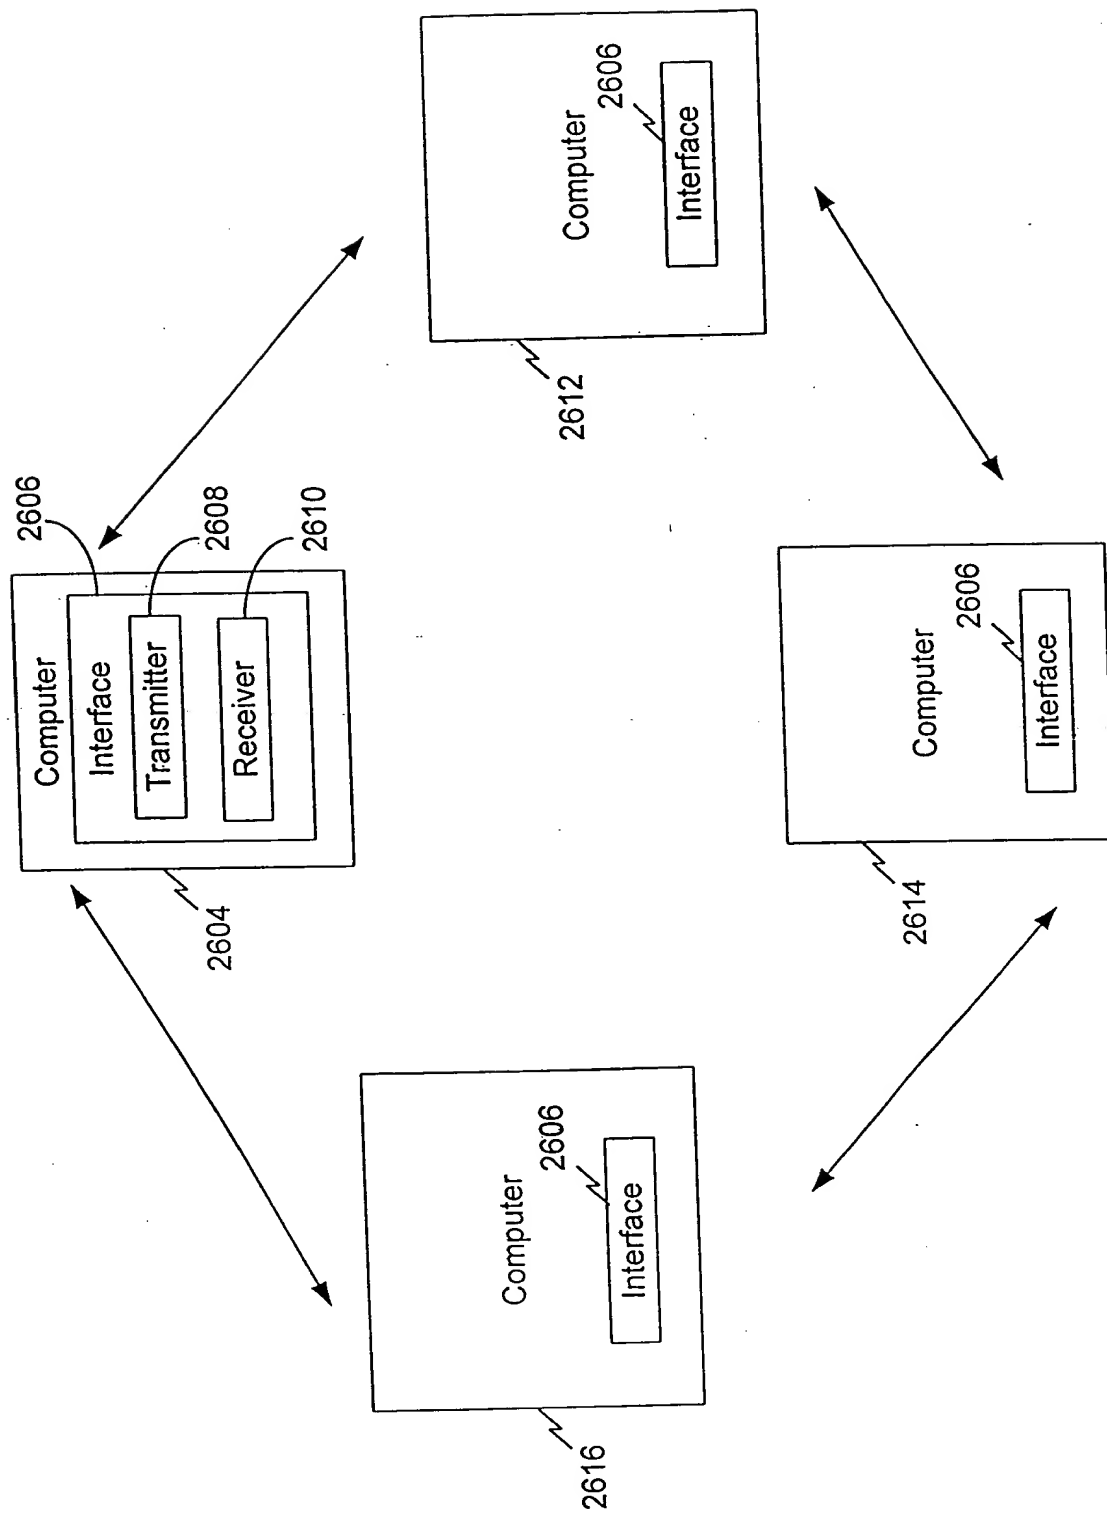 Computer
2606
Interface
Transmitter
2608
Receiver
2610
2604
Computer
2606
Interface
2616
Computer
2606
Interface
2612
Computer
2606
Interface
2614